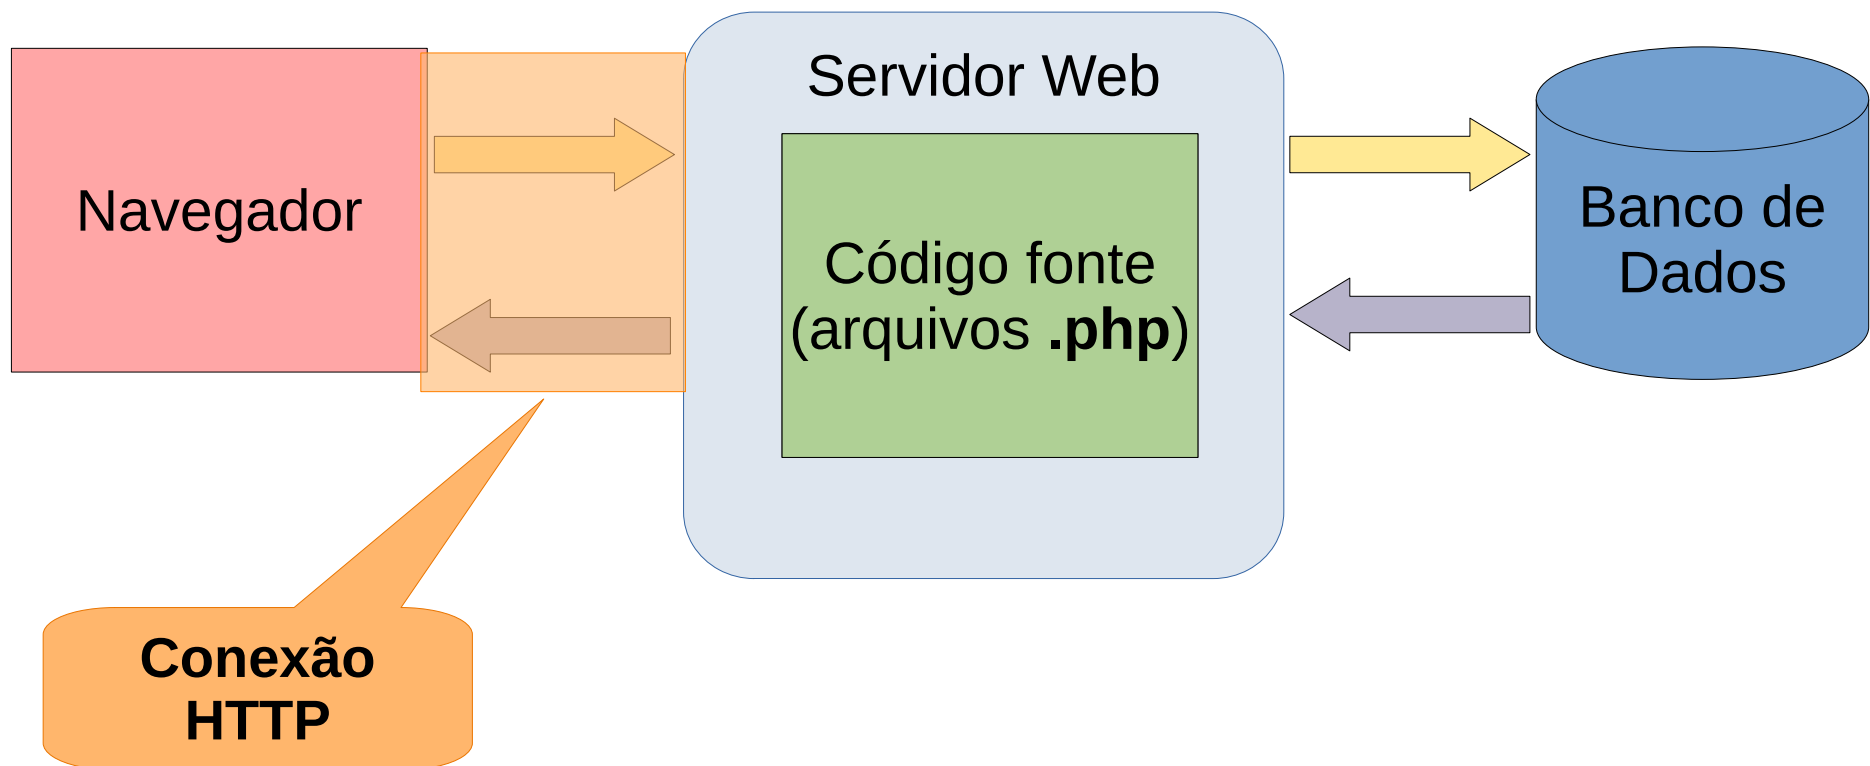 Servidor Web
Navegador
Código fonte
(arquivos .php)
Banco de
Dados
Conexão
HTTP